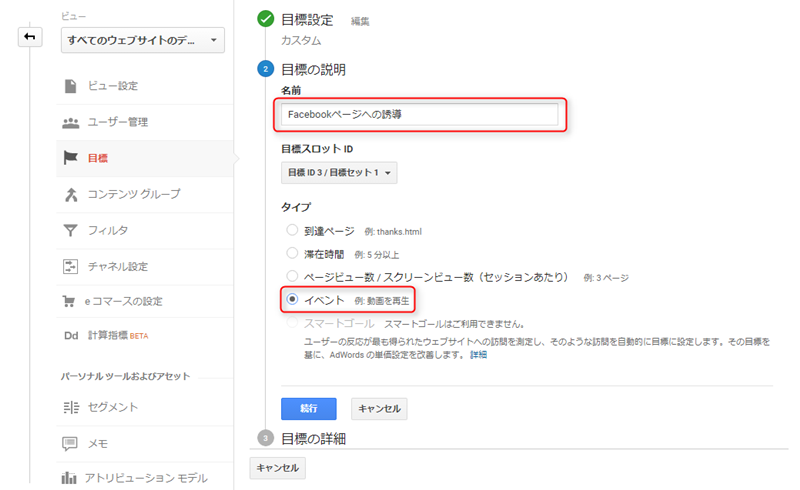 ビュー
すべてのウェブサイトのデ...
ビュー設定
ユーザー管理
目標
コンテンツ グループ
フィルタ
チャネル設定
e コマースの設定
Dd 計算指標 BETA
パーソナル ツールおよびアセット
セグメント
メモ
アトリビューション モデル
目標設定 編集
カスタム
2 目標の説明
名前
Facebookページへの誘導
目標スロット ID
目標 ID 3 / 目標セット 1
タイプ
到達ページ 例: thanks.html
滞在時間 例: 5 分以上
ページビュー数 / スクリーンビュー数（セッションあたり） 例: 3 ページ
イベント 例: 動画を再生
スマートゴール スマートゴールはご利用できません。
ユーザーの反応が最も得られたウェブサイトへの訪問を測定し、そのような訪問を自動的に目標に設定します。その目標を
基に、AdWords の単価設定を改善します。 詳細
続行 キャンセル
3 目標の詳細
キャンセル